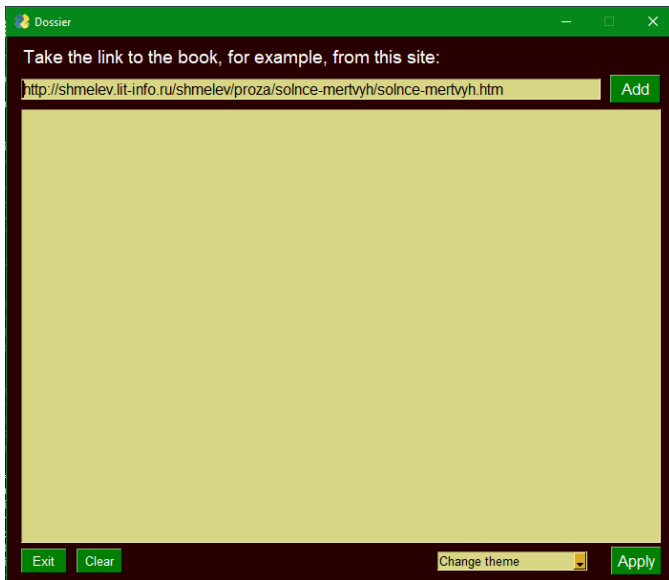 Dossier
Take the link to the book, for example, from this site:
http://shmelev.lit-info.ru/shmelev/proza/solnce-mertvyh/solnce-mertvyh.htm Add
Exit Clear Change theme Apply